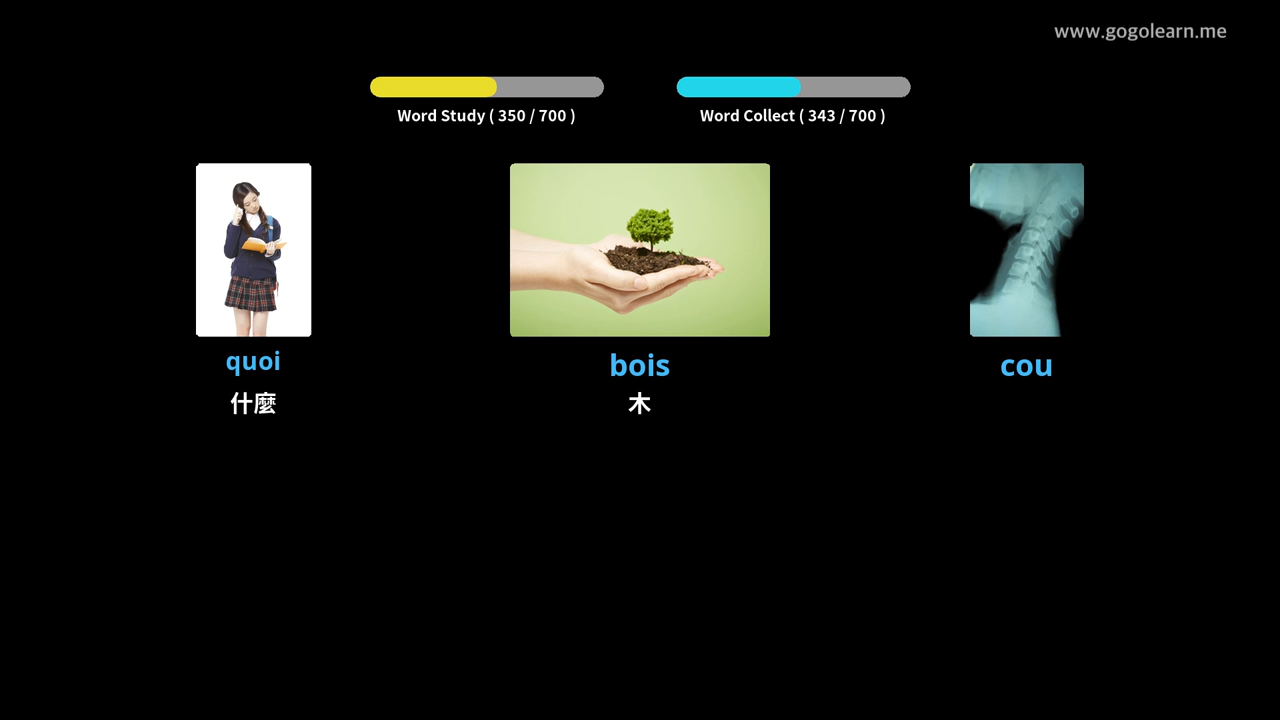 www.gogolearn.me
Word Study ( 350 / 700 )
Word Collect ( 343 / 700 )
quoi
什麼
bois
木
cou